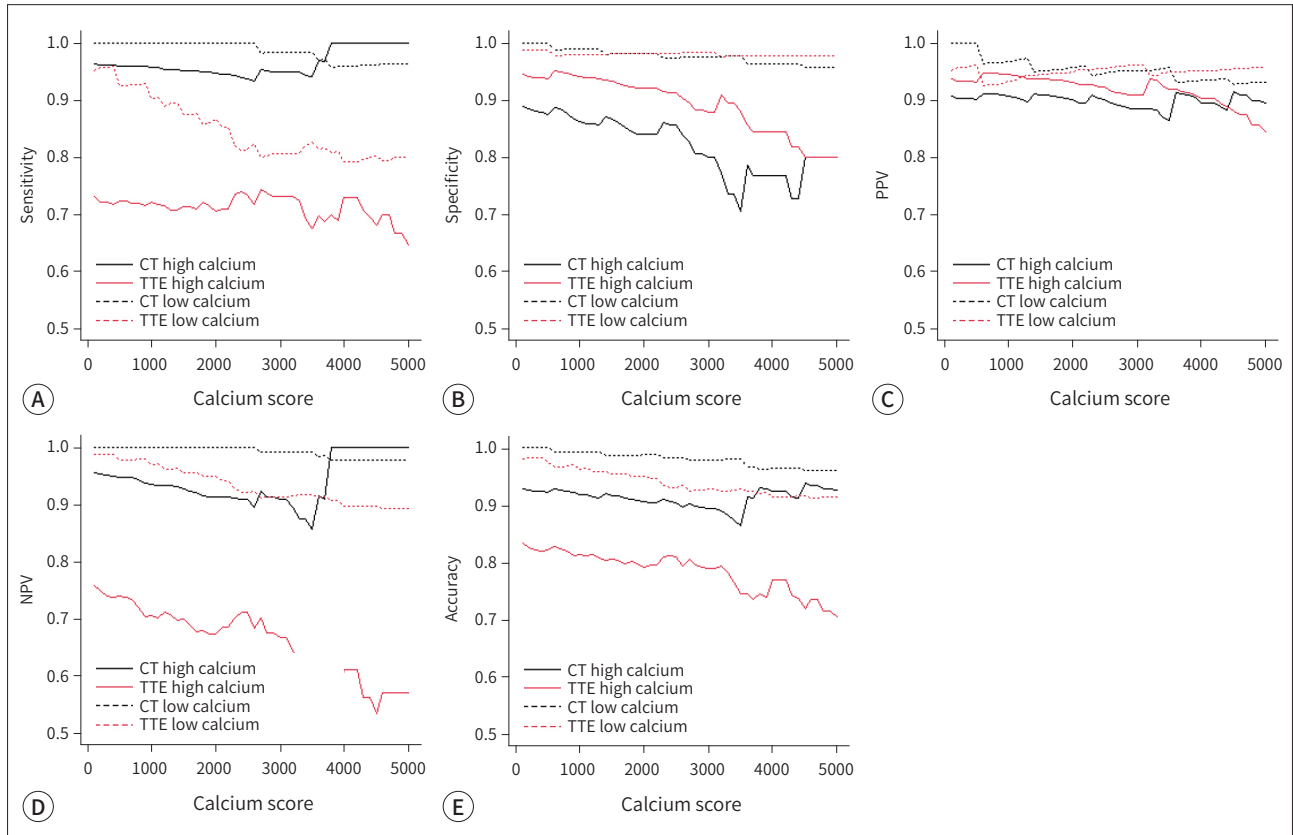 1.0
0.9
0.8
0.7
0.6
0.5
Sensitivity
CT high calcium
TTE high calcium
CT low calcium
TTE low calcium
0 1000 2000 3000 4000 5000
Calcium score
A
1.0
0.9
0.8
0.7
0.6
0.5
Specificity
CT high calcium
TTE high calcium
CT low calcium
TTE low calcium
0 1000 2000 3000 4000 5000
Calcium score
B
1.0
0.9
0.8
0.7
0.6
0.5
PPV
CT high calcium
TTE high calcium
CT low calcium
TTE low calcium
0 1000 2000 3000 4000 5000
Calcium score
C
1.0
0.9
0.8
0.7
0.6
0.5
NPV
CT high calcium
TTE high calcium
CT low calcium
TTE low calcium
0 1000 2000 3000 4000 5000
Calcium score
D
1.0
0.9
0.8
0.7
0.6
0.5
Accuracy
CT high calcium
TTE high calcium
CT low calcium
TTE low calcium
0 1000 2000 3000 4000 5000
Calcium score
E